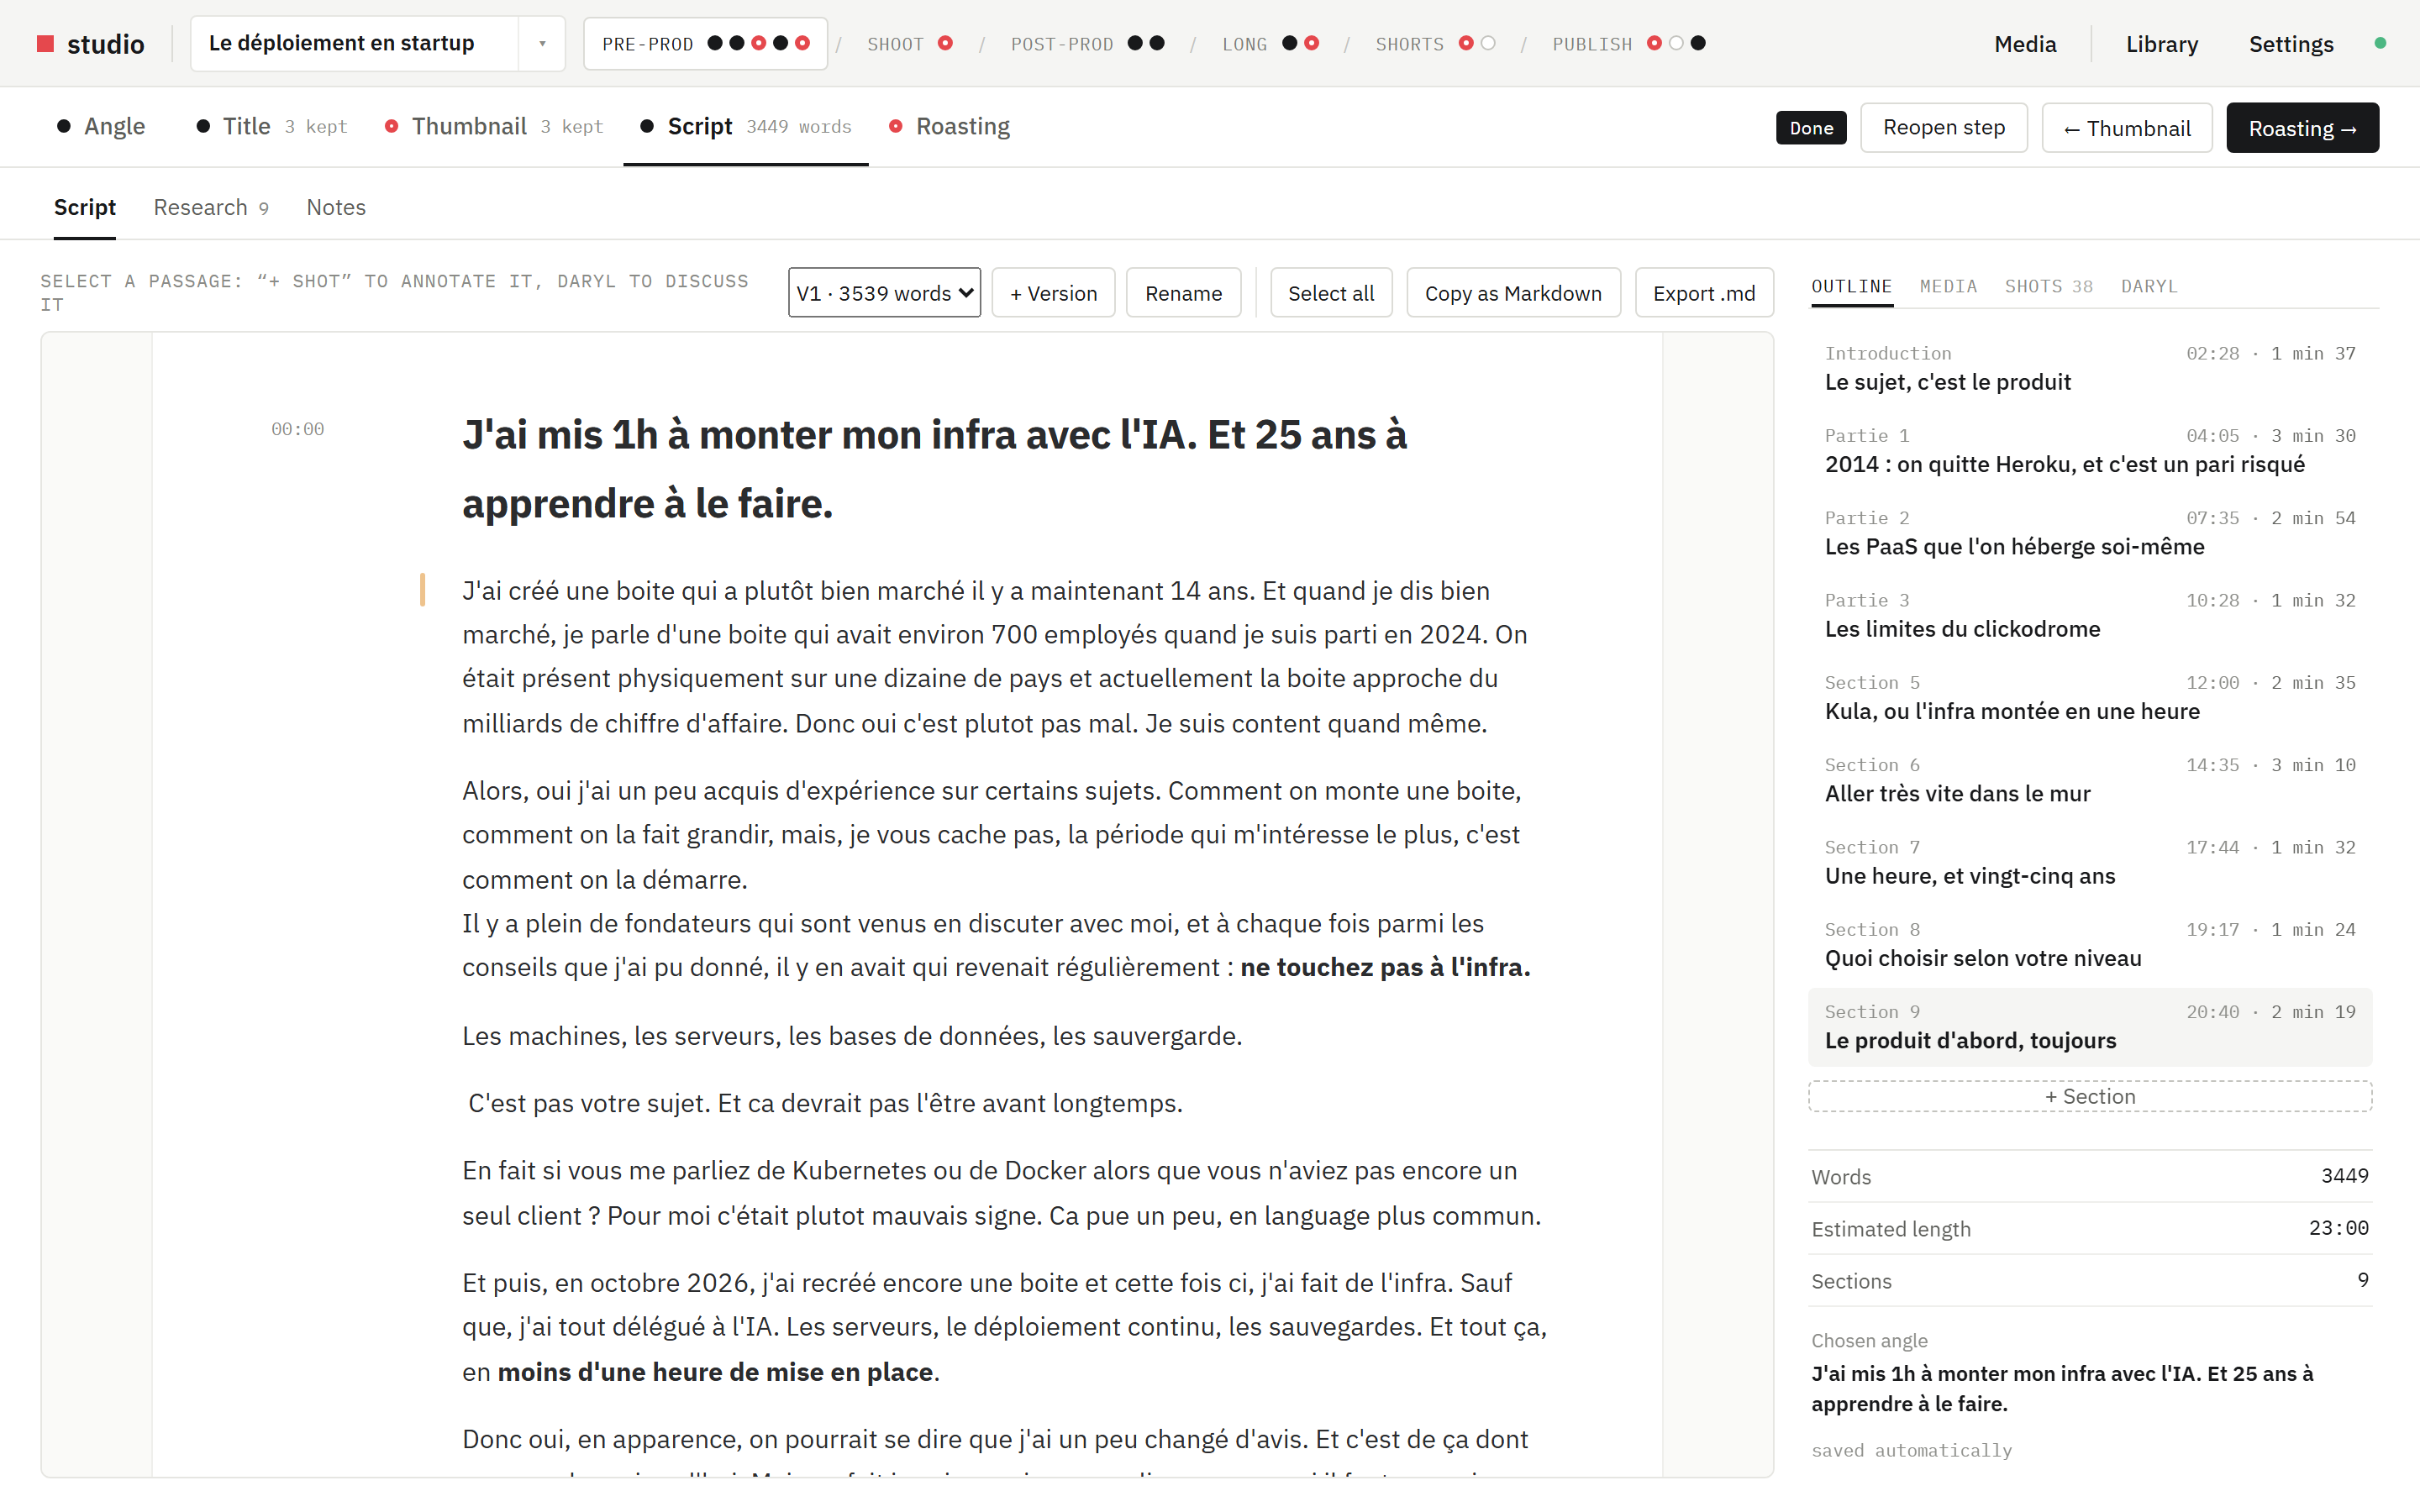 studio
Le déploiement en startup
PRE-PROD / SHOOT / POST-PROD / LONG / SHORTS / PUBLISH
Media
Library
Settings
Angle
Title 3 kept
Thumbnail 3 kept
Script 3449 words
Roasting
Done
Reopen step
← Thumbnail
Roasting →
Script
Research 9
Notes
SELECT A PASSAGE: “+ SHOT” TO ANNOTATE IT, DARYL TO DISCUSS
IT
V1 · 3539 words
+ Version
Rename
Select all
Copy as Markdown
Export .md
00:00
J'ai mis 1h à monter mon infra avec l'IA. Et 25 ans à
apprendre à le faire.
J'ai créé une boite qui a plutôt bien marché il y a maintenant 14 ans. Et quand je dis bien
marché, je parle d'une boite qui avait environ 700 employés quand je suis parti en 2024. On
était présent physiquement sur une dizaine de pays et actuellement la boite approche du
milliards de chiffre d'affaire. Donc oui c'est plutot pas mal. Je suis content quand même.
Alors, oui j'ai un peu acquis d'expérience sur certains sujets. Comment on monte une boite,
comment on la fait grandir, mais, je vous cache pas, la période qui m'intéresse le plus, c'est
comment on la démarre.
Il y a plein de fondateurs qui sont venus en discuter avec moi, et à chaque fois parmi les
conseils que j'ai pu donné, il y en avait qui revenait régulièrement : ne touchez pas à l'infra.
Les machines, les serveurs, les bases de données, les sauvergarde.
C'est pas votre sujet. Et ca devrait pas l'être avant longtemps.
En fait si vous me parliez de Kubernetes ou de Docker alors que vous n'aviez pas encore un
seul client ? Pour moi c'était plutot mauvais signe. Ca pue un peu, en language plus commun.
Et puis, en octobre 2026, j'ai recréé encore une boite et cette fois ci, j'ai fait de l'infra. Sauf
que, j'ai tout délégué à l'IA. Les serveurs, le déploiement continu, les sauvegardes. Et tout ça,
en moins d'une heure de mise en place.
Donc oui, en apparence, on pourrait se dire que j'ai un peu changé d'avis. Et c'est de ça dont
OUTLINE
MEDIA
SHOTS 38
DARYL
Introduction 02:28 · 1 min 37
Le sujet, c'est le produit
Partie 1 04:05 · 3 min 30
2014 : on quitte Heroku, et c'est un pari risqué
Partie 2 07:35 · 2 min 54
Les PaaS que l'on héberge soi-même
Partie 3 10:28 · 1 min 32
Les limites du clickodrome
Section 5 12:00 · 2 min 35
Kula, ou l'infra montée en une heure
Section 6 14:35 · 3 min 10
Aller très vite dans le mur
Section 7 17:44 · 1 min 32
Une heure, et vingt-cinq ans
Section 8 19:17 · 1 min 24
Quoi choisir selon votre niveau
Section 9 20:40 · 2 min 19
Le produit d'abord, toujours
+ Section
Words 3449
Estimated length 23:00
Sections 9
Chosen angle
J'ai mis 1h à monter mon infra avec l'IA. Et 25 ans à
apprendre à le faire.
saved automatically